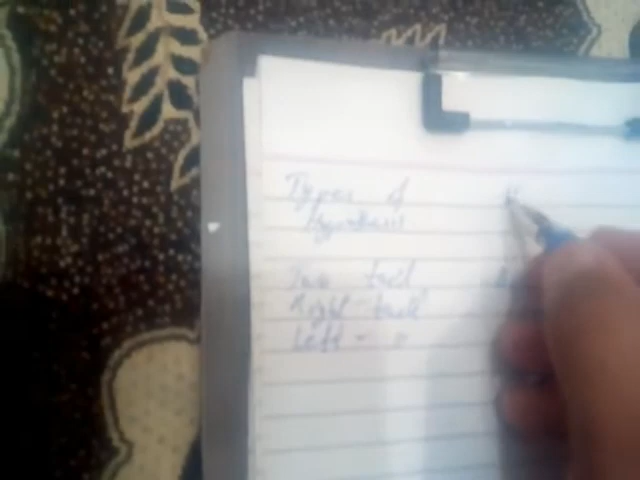 Types of
Hypothesis
Two tail
Right tail
Left - "